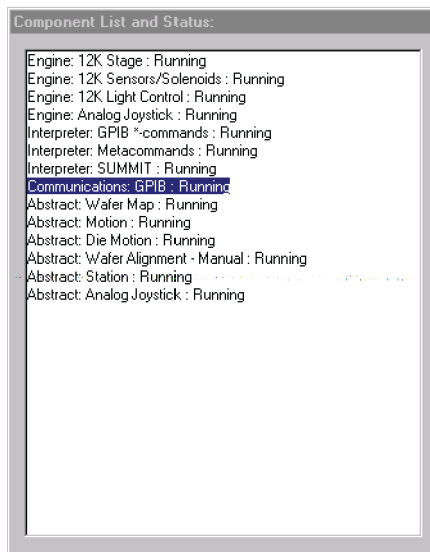 Component List and Status:
Engine: 12K Stage : Running
Engine: 12K Sensors/Solenoids : Running
Engine: 12K Light Control : Running
Engine: Analog Joystick : Running
Interpreter: GPIB *-commands : Running
Interpreter: Metacommands : Running
Interpreter: SUMMIT : Running
Communications: GPIB : Running
Abstract: Wafer Map : Running
Abstract: Motion : Running
Abstract: Die Motion : Running
Abstract: Wafer Alignment - Manual : Running
Abstract: Station : Running
Abstract: Analog Joystick : Running